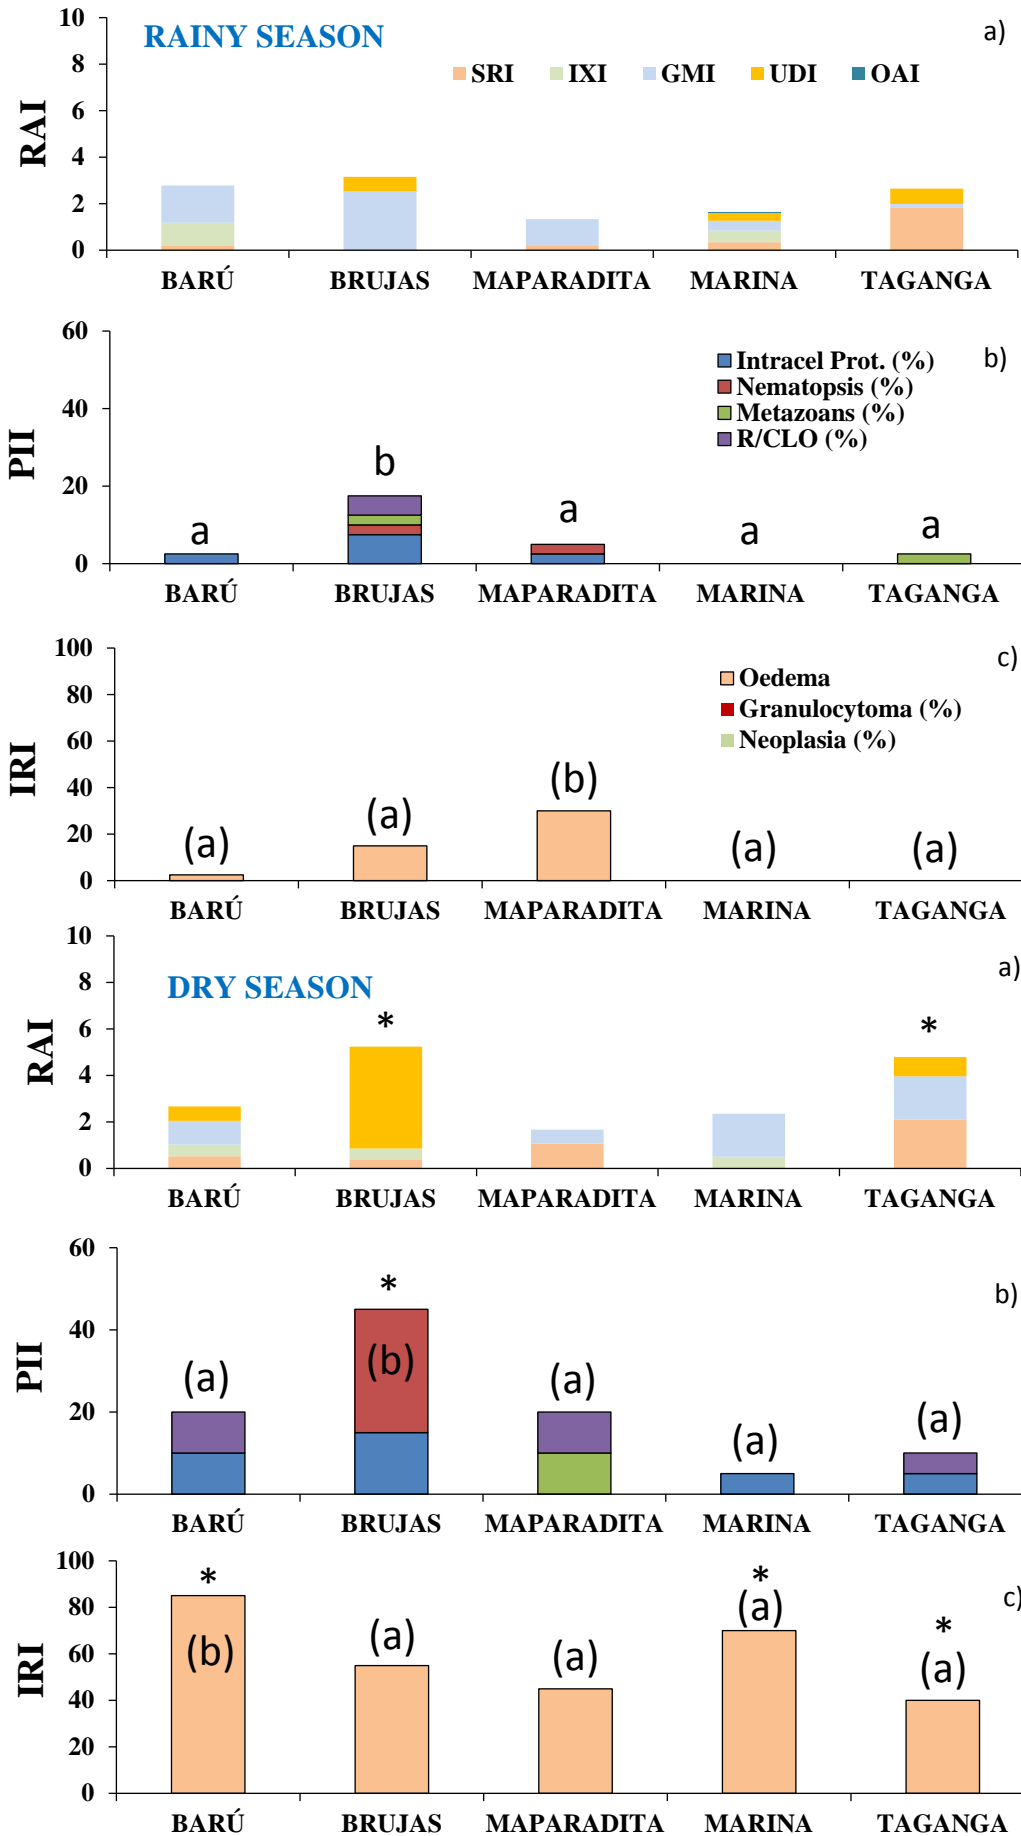 RAINY SEASON
a)
SRI IXI GMI UDI OAI
RAI
10
8
6
4
2
0
BARÚ BRUJAS MAPARADITA MARINA TAGANGA
b)
Intracel Prot. (%)
Nematopsis (%)
Metazoans (%)
R/CLO (%)
PII
60
40
20
0
a b a a a
BARÚ BRUJAS MAPARADITA MARINA TAGANGA
c)
Oedema
Granulocytoma (%)
Neoplasia (%)
IRI
100
80
60
40
20
0
(a) (a) (b) (a) (a)
BARÚ BRUJAS MAPARADITA MARINA TAGANGA
DRY SEASON
a)
RAI
10
8
6
4
2
0
* *
BARÚ BRUJAS MAPARADITA MARINA TAGANGA
b)
PII
60
40
20
0
*
(a) (b) (a) (a) (a)
BARÚ BRUJAS MAPARADITA MARINA TAGANGA
c)
IRI
100
80
60
40
20
0
* * *
(b) (a) (a) (a) (a)
BARÚ BRUJAS MAPARADITA MARINA TAGANGA